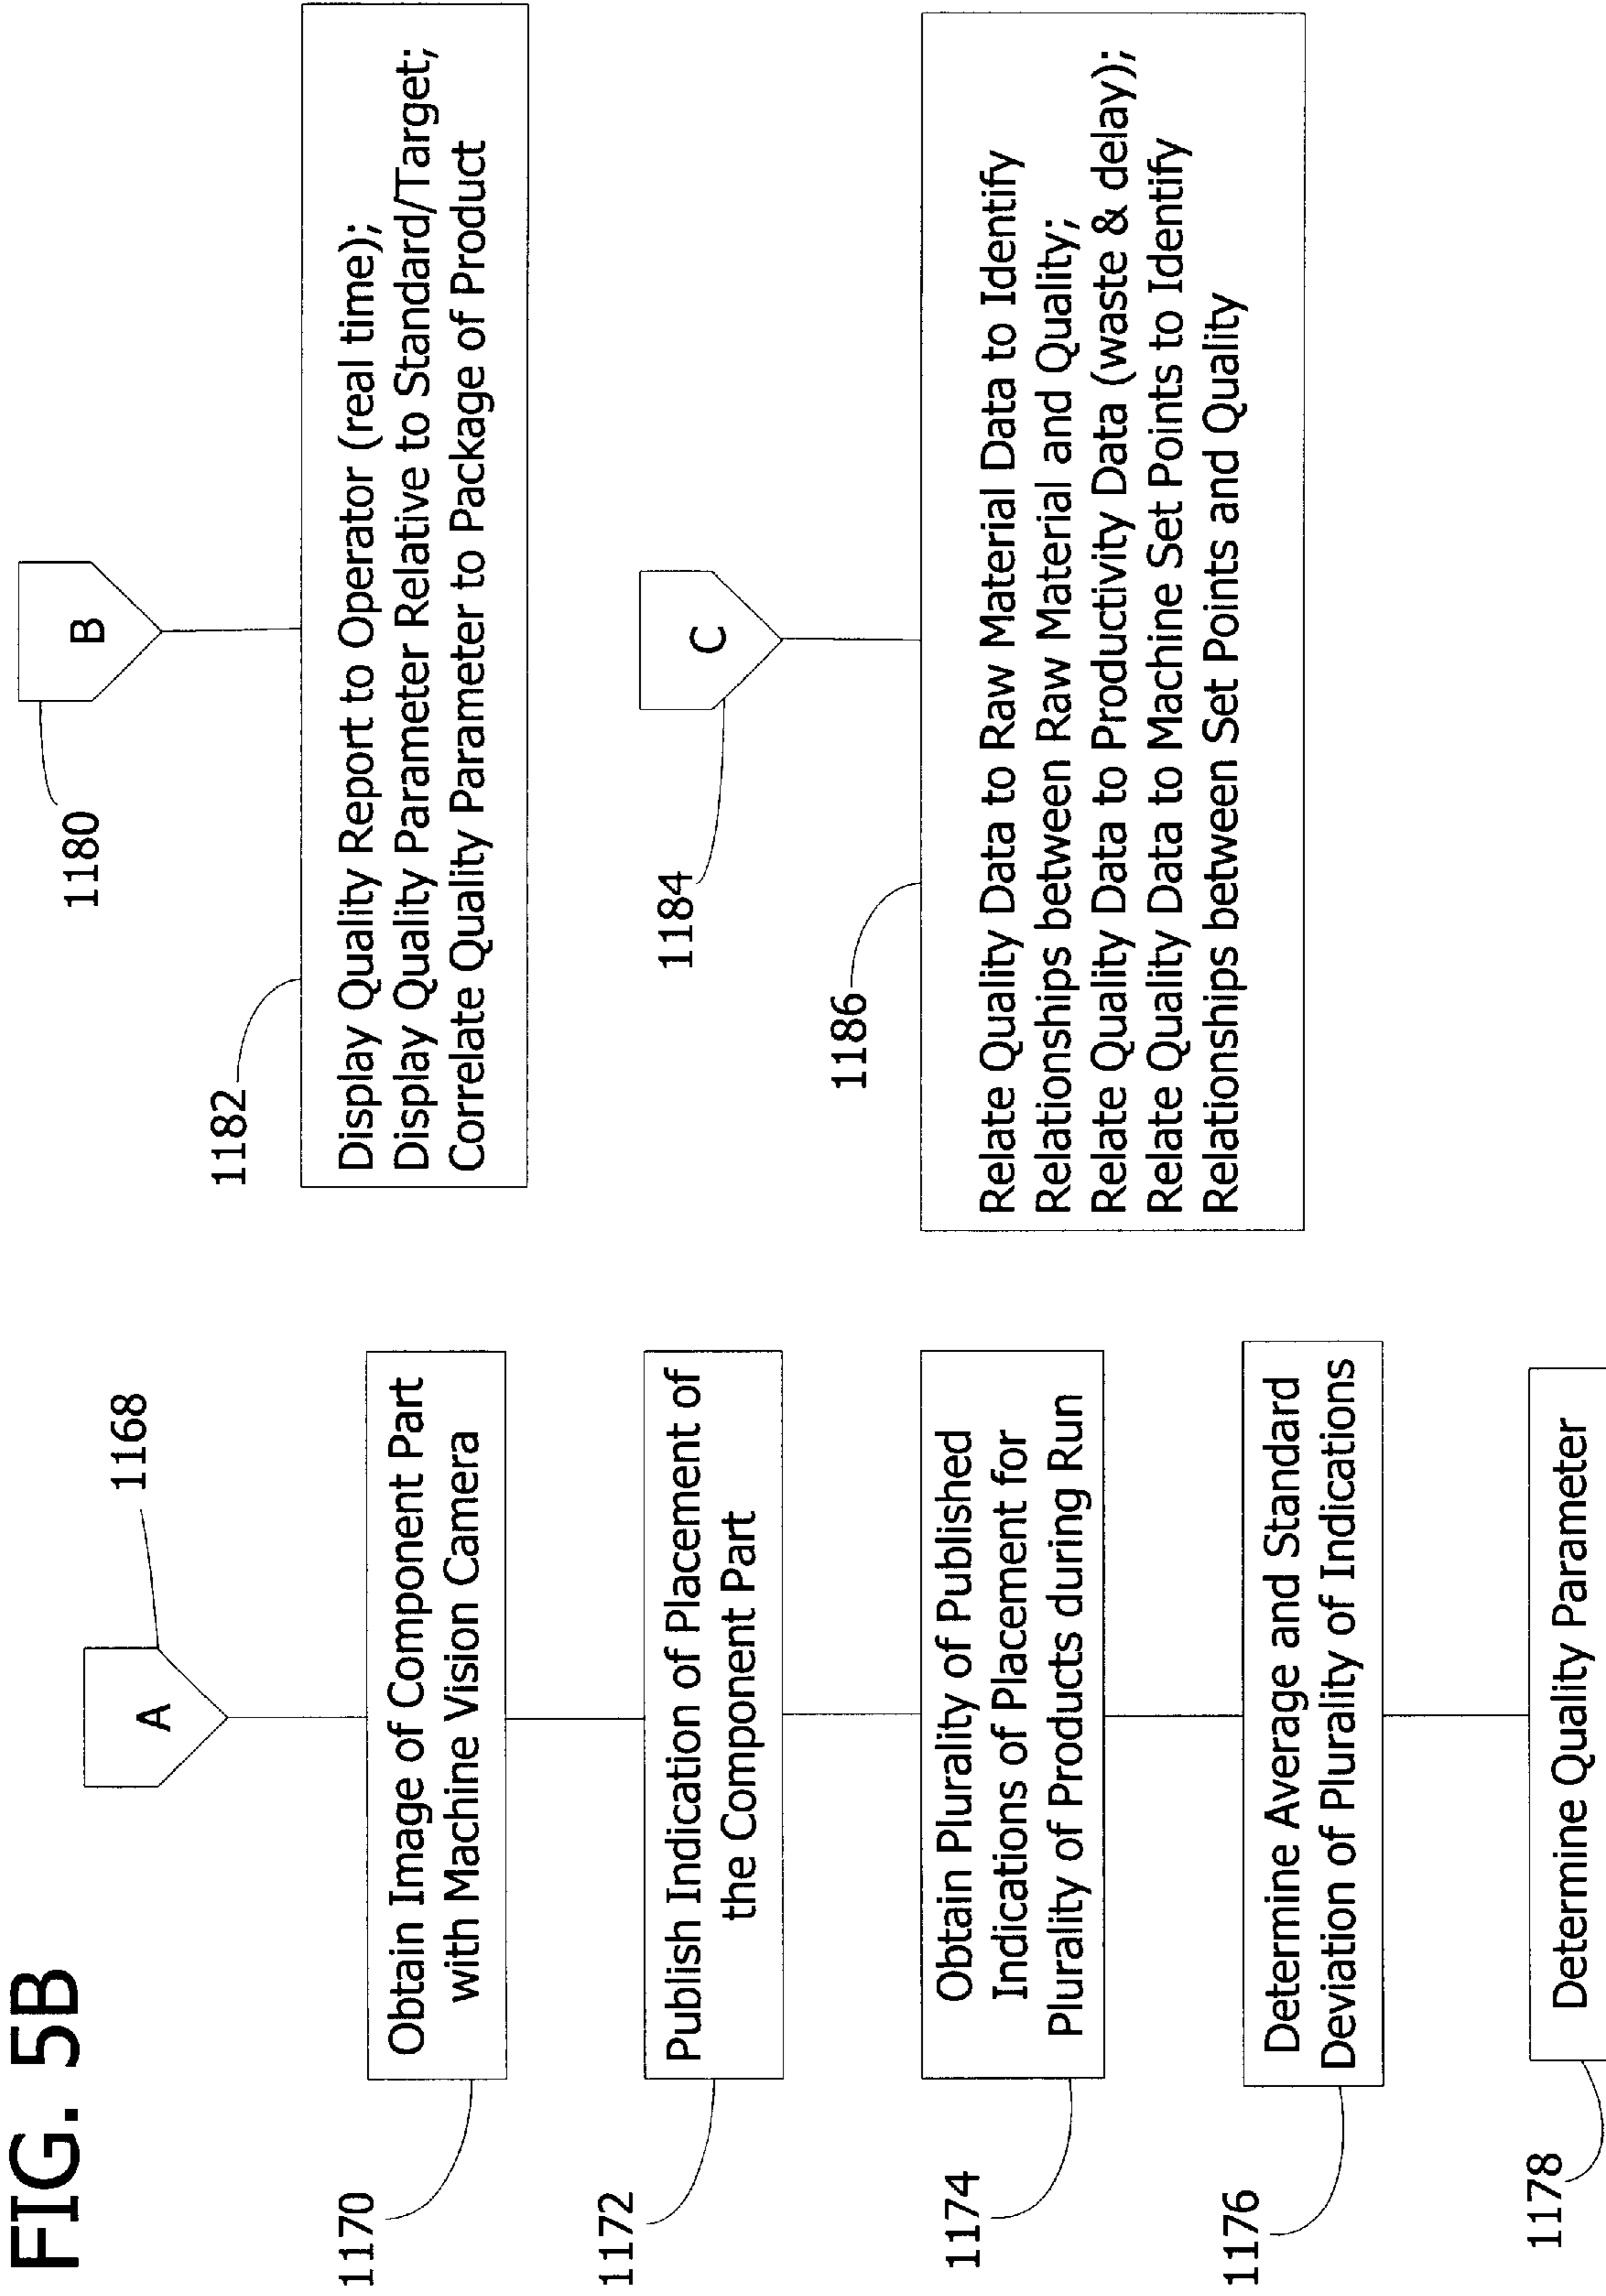 FIG. 5B
A
1168
1170
Obtain Image of Component Part
with Machine Vision Camera
1172
Publish Indication of Placement of
the Component Part
1174
Obtain Plurality of Published
Indications of Placement for
Plurality of Products during Run
1176
Determine Average and Standard
Deviation of Plurality of Indications
1178
Determine Quality Parameter
B
1180
1182
Display Quality Report to Operator (real time);
Display Quality Parameter Relative to Standard/Target;
Correlate Quality Parameter to Package of Product
C
1184
1186
Relate Quality Data to Raw Material Data to Identify
Relationships between Raw Material and Quality;
Relate Quality Data to Productivity Data (waste & delay);
Relate Quality Data to Machine Set Points to Identify
Relationships between Set Points and Quality